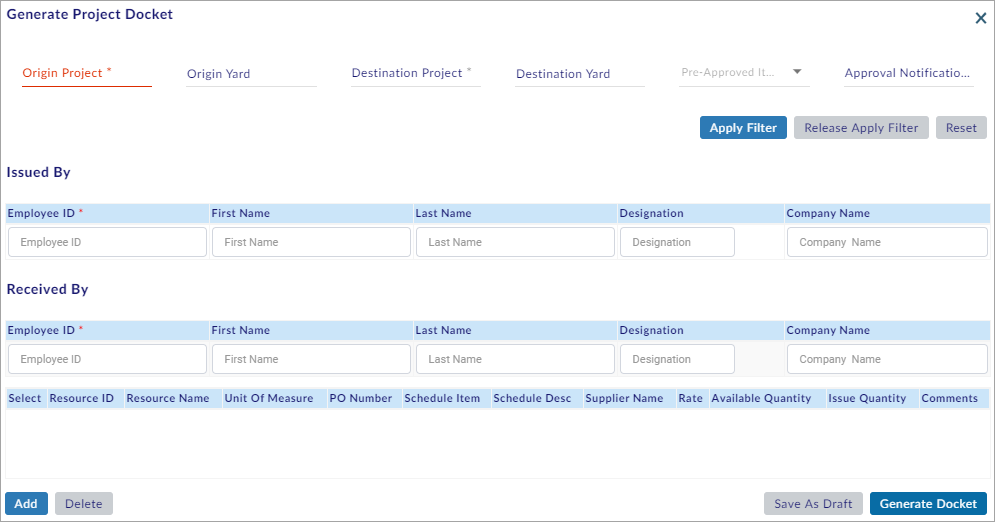 Generate Project Docket
Origin Project * Origin Yard Destination Project * Destination Yard Pre-Approved It... Approval Notificatio...
Apply Filter Release Apply Filter Reset
Issued By
Employee ID * First Name Last Name Designation Company Name
Employee ID First Name Last Name Designation Company Name
Received By
Employee ID * First Name Last Name Designation Company Name
Employee ID First Name Last Name Designation Company Name
Select Resource ID Resource Name Unit Of Measure PO Number Schedule Item Schedule Desc Supplier Name Rate Available Quantity Issue Quantity Comments
Add Delete Save As Draft Generate Docket